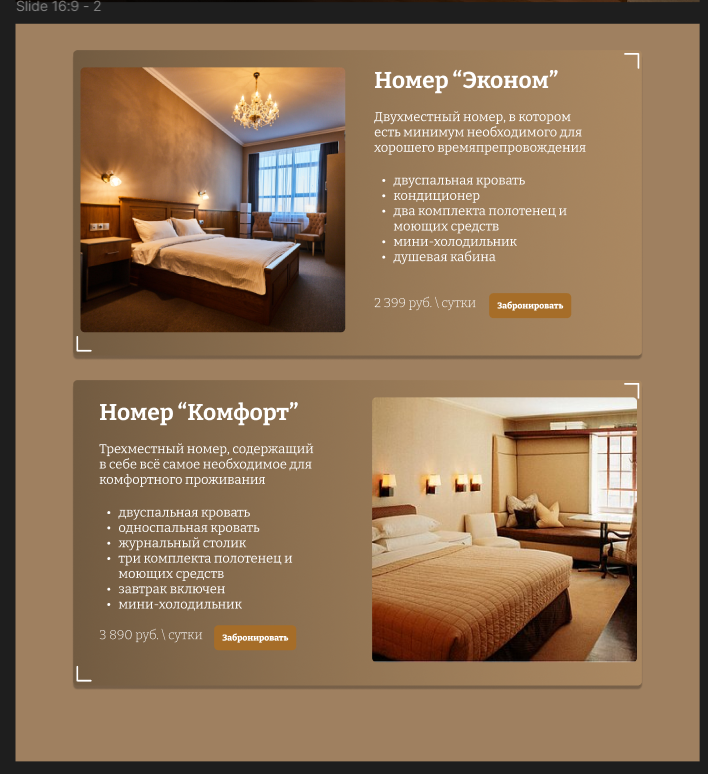 Slide 16:9 - 2
Номер “Эконом”
Двухместный номер, в котором
есть минимум необходимого для
хорошего времяпрепровождения
• двуспальная кровать
• кондиционер
• два комплекта полотенец и
моющих средств
• мини-холодильник
• душевая кабина
2 399 руб. \ сутки Забронировать
Номер “Комфорт”
Трехместный номер, содержащий
в себе всё самое необходимое для
комфортного проживания
• двуспальная кровать
• односпальная кровать
• журнальный столик
• три комплекта полотенец и
моющих средств
• завтрак включен
• мини-холодильник
3 890 руб. \ сутки Забронировать